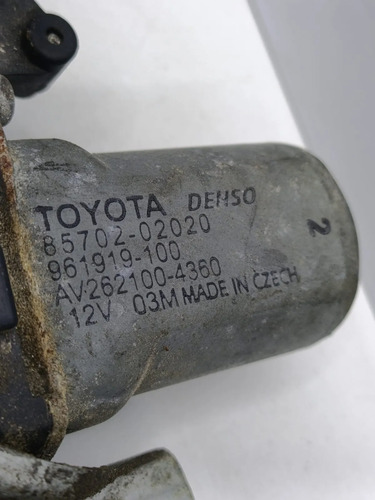 TOYOTA DENSO
85702-02020
961919-100
AV262100-4360
12V 03M MADE IN CZECH
2